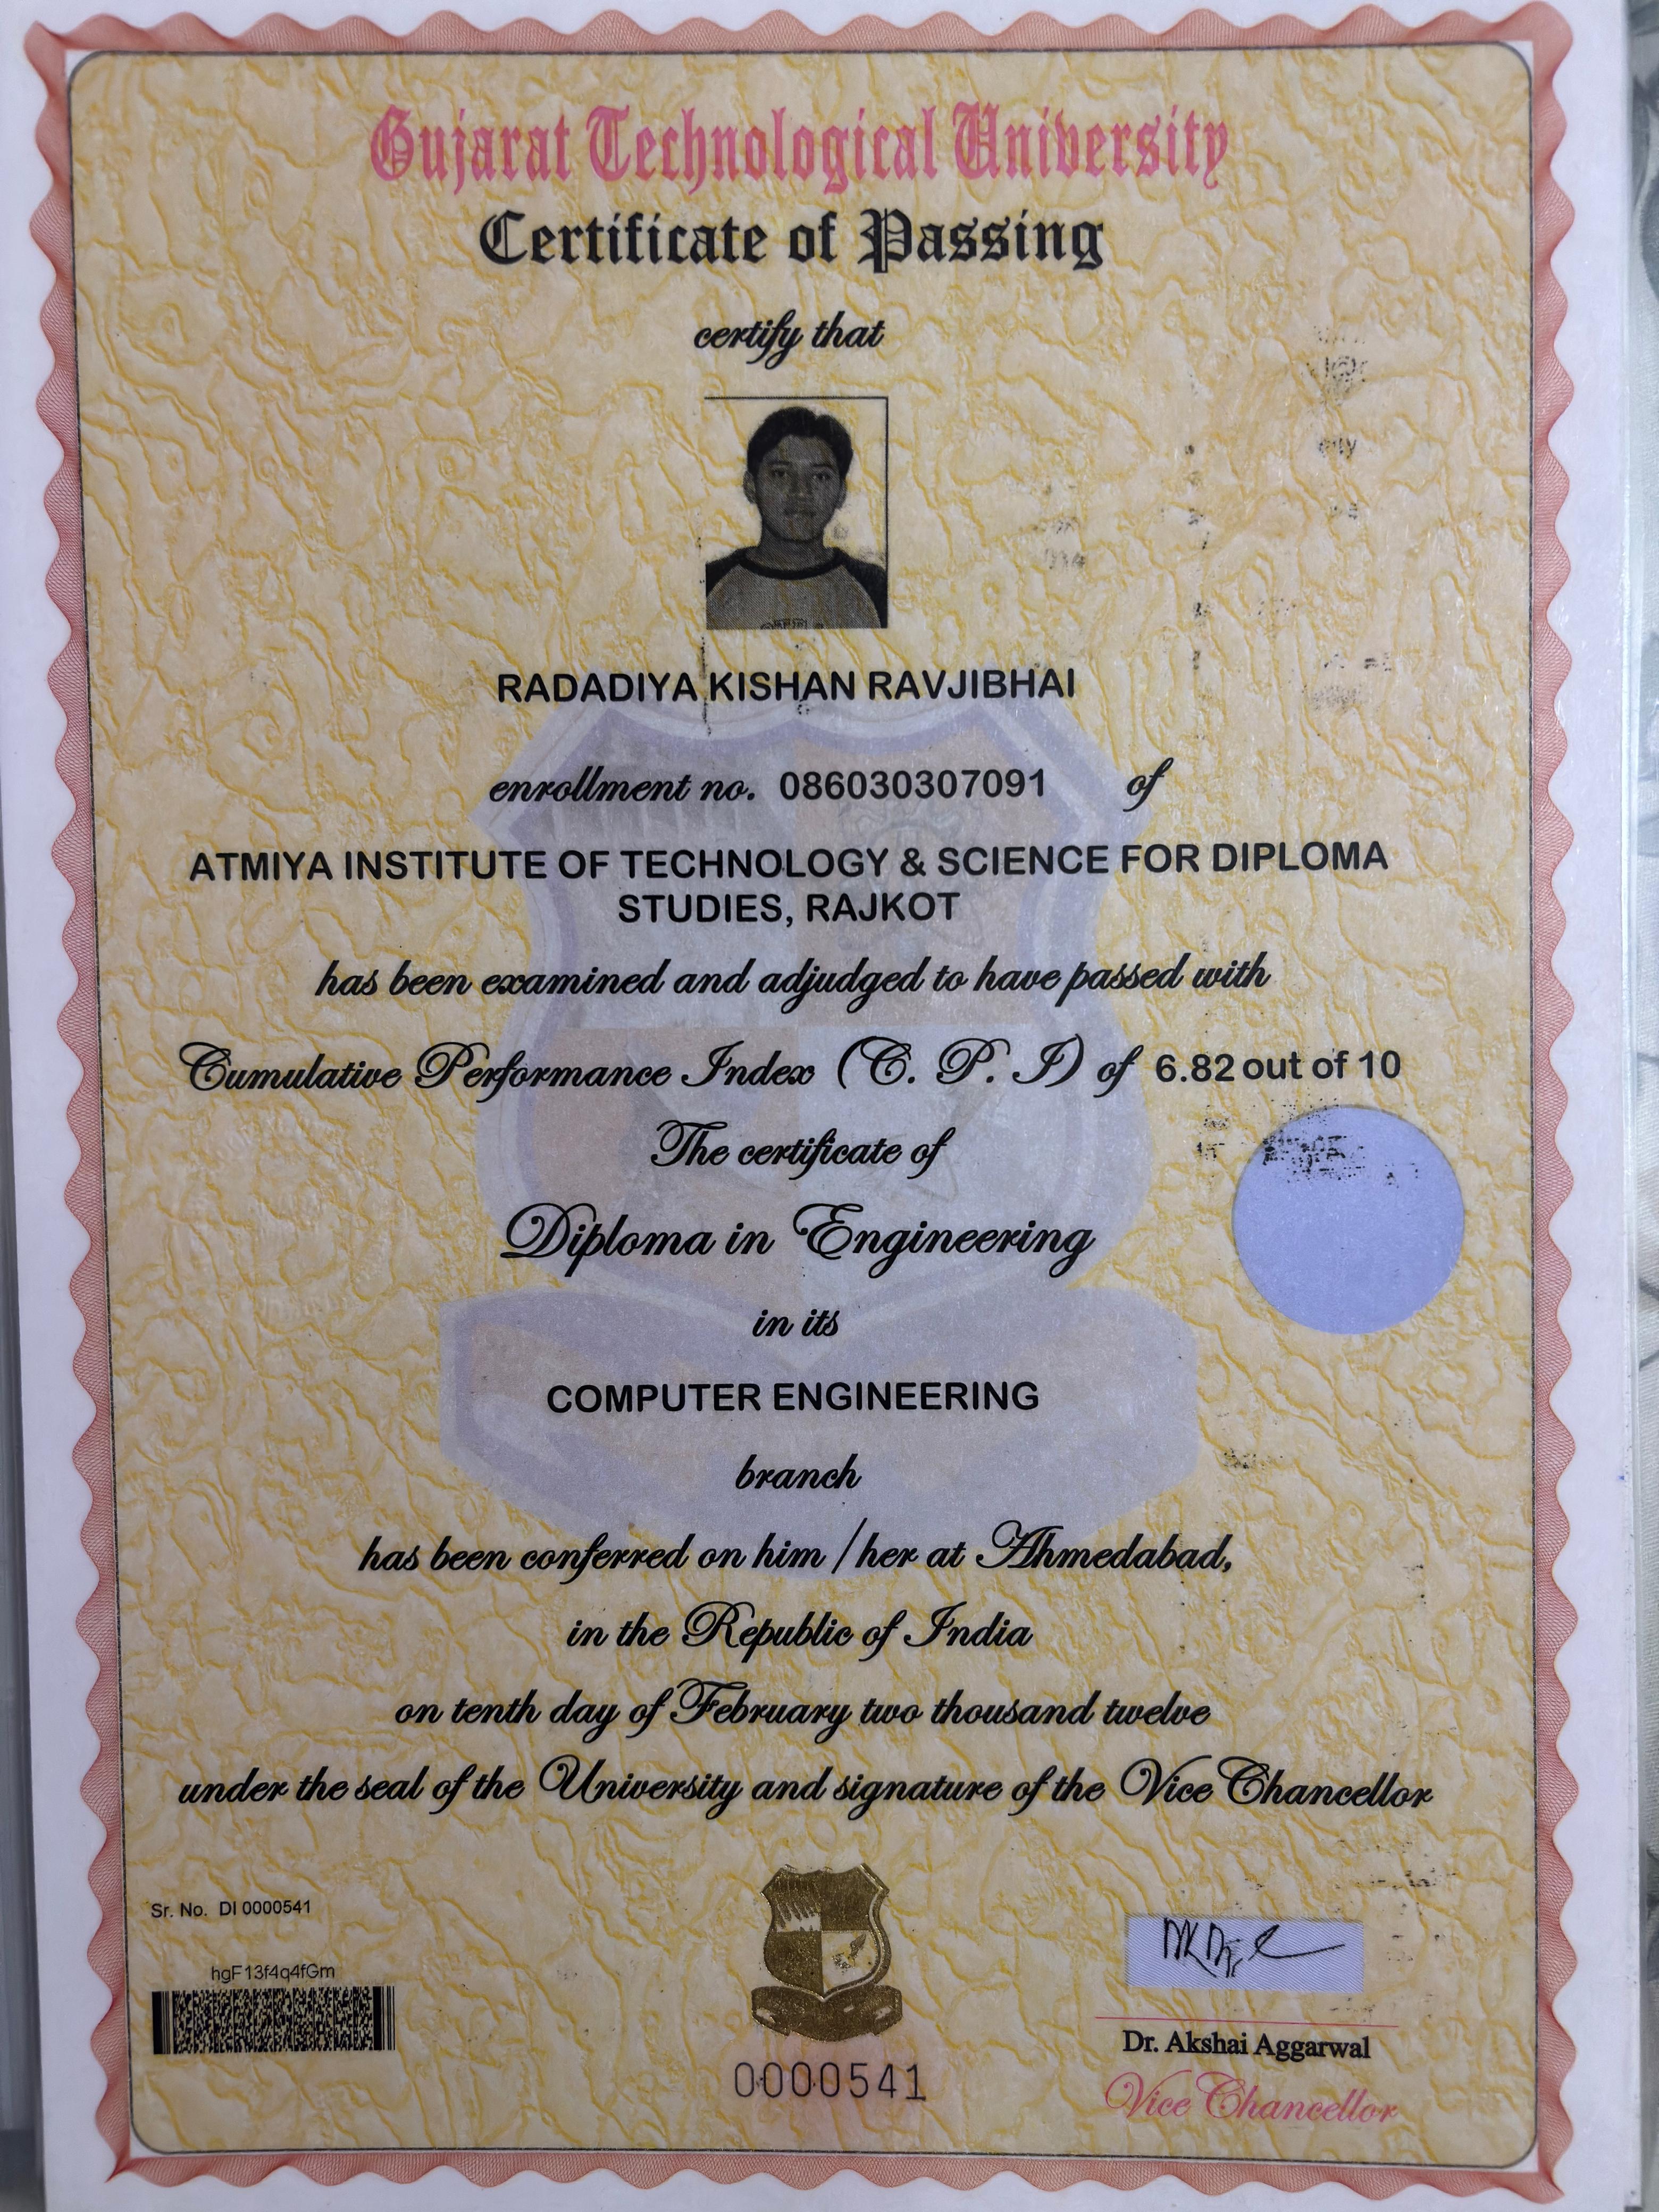 Gujarat Technological University
Certificate of Passing
certify that
RADADIYA KISHAN RAVJIBHAI
enrollment no. 086030307091 of
ATMIYA INSTITUTE OF TECHNOLOGY & SCIENCE FOR DIPLOMA
STUDIES, RAJKOT
has been examined and adjudged to have passed with
Cumulative Performance Index (C. P. I) of 6.82 out of 10
The certificate of
Diploma in Engineering
in its
COMPUTER ENGINEERING
branch
has been conferred on him / her at Ahmedabad,
in the Republic of India
on tenth day of February two thousand twelve
under the seal of the University and signature of the Vice Chancellor
Sr. No. DI 0000541
hgF13f4q4fGm
0000541
Dr. Akshai Aggarwal
Vice Chancellor